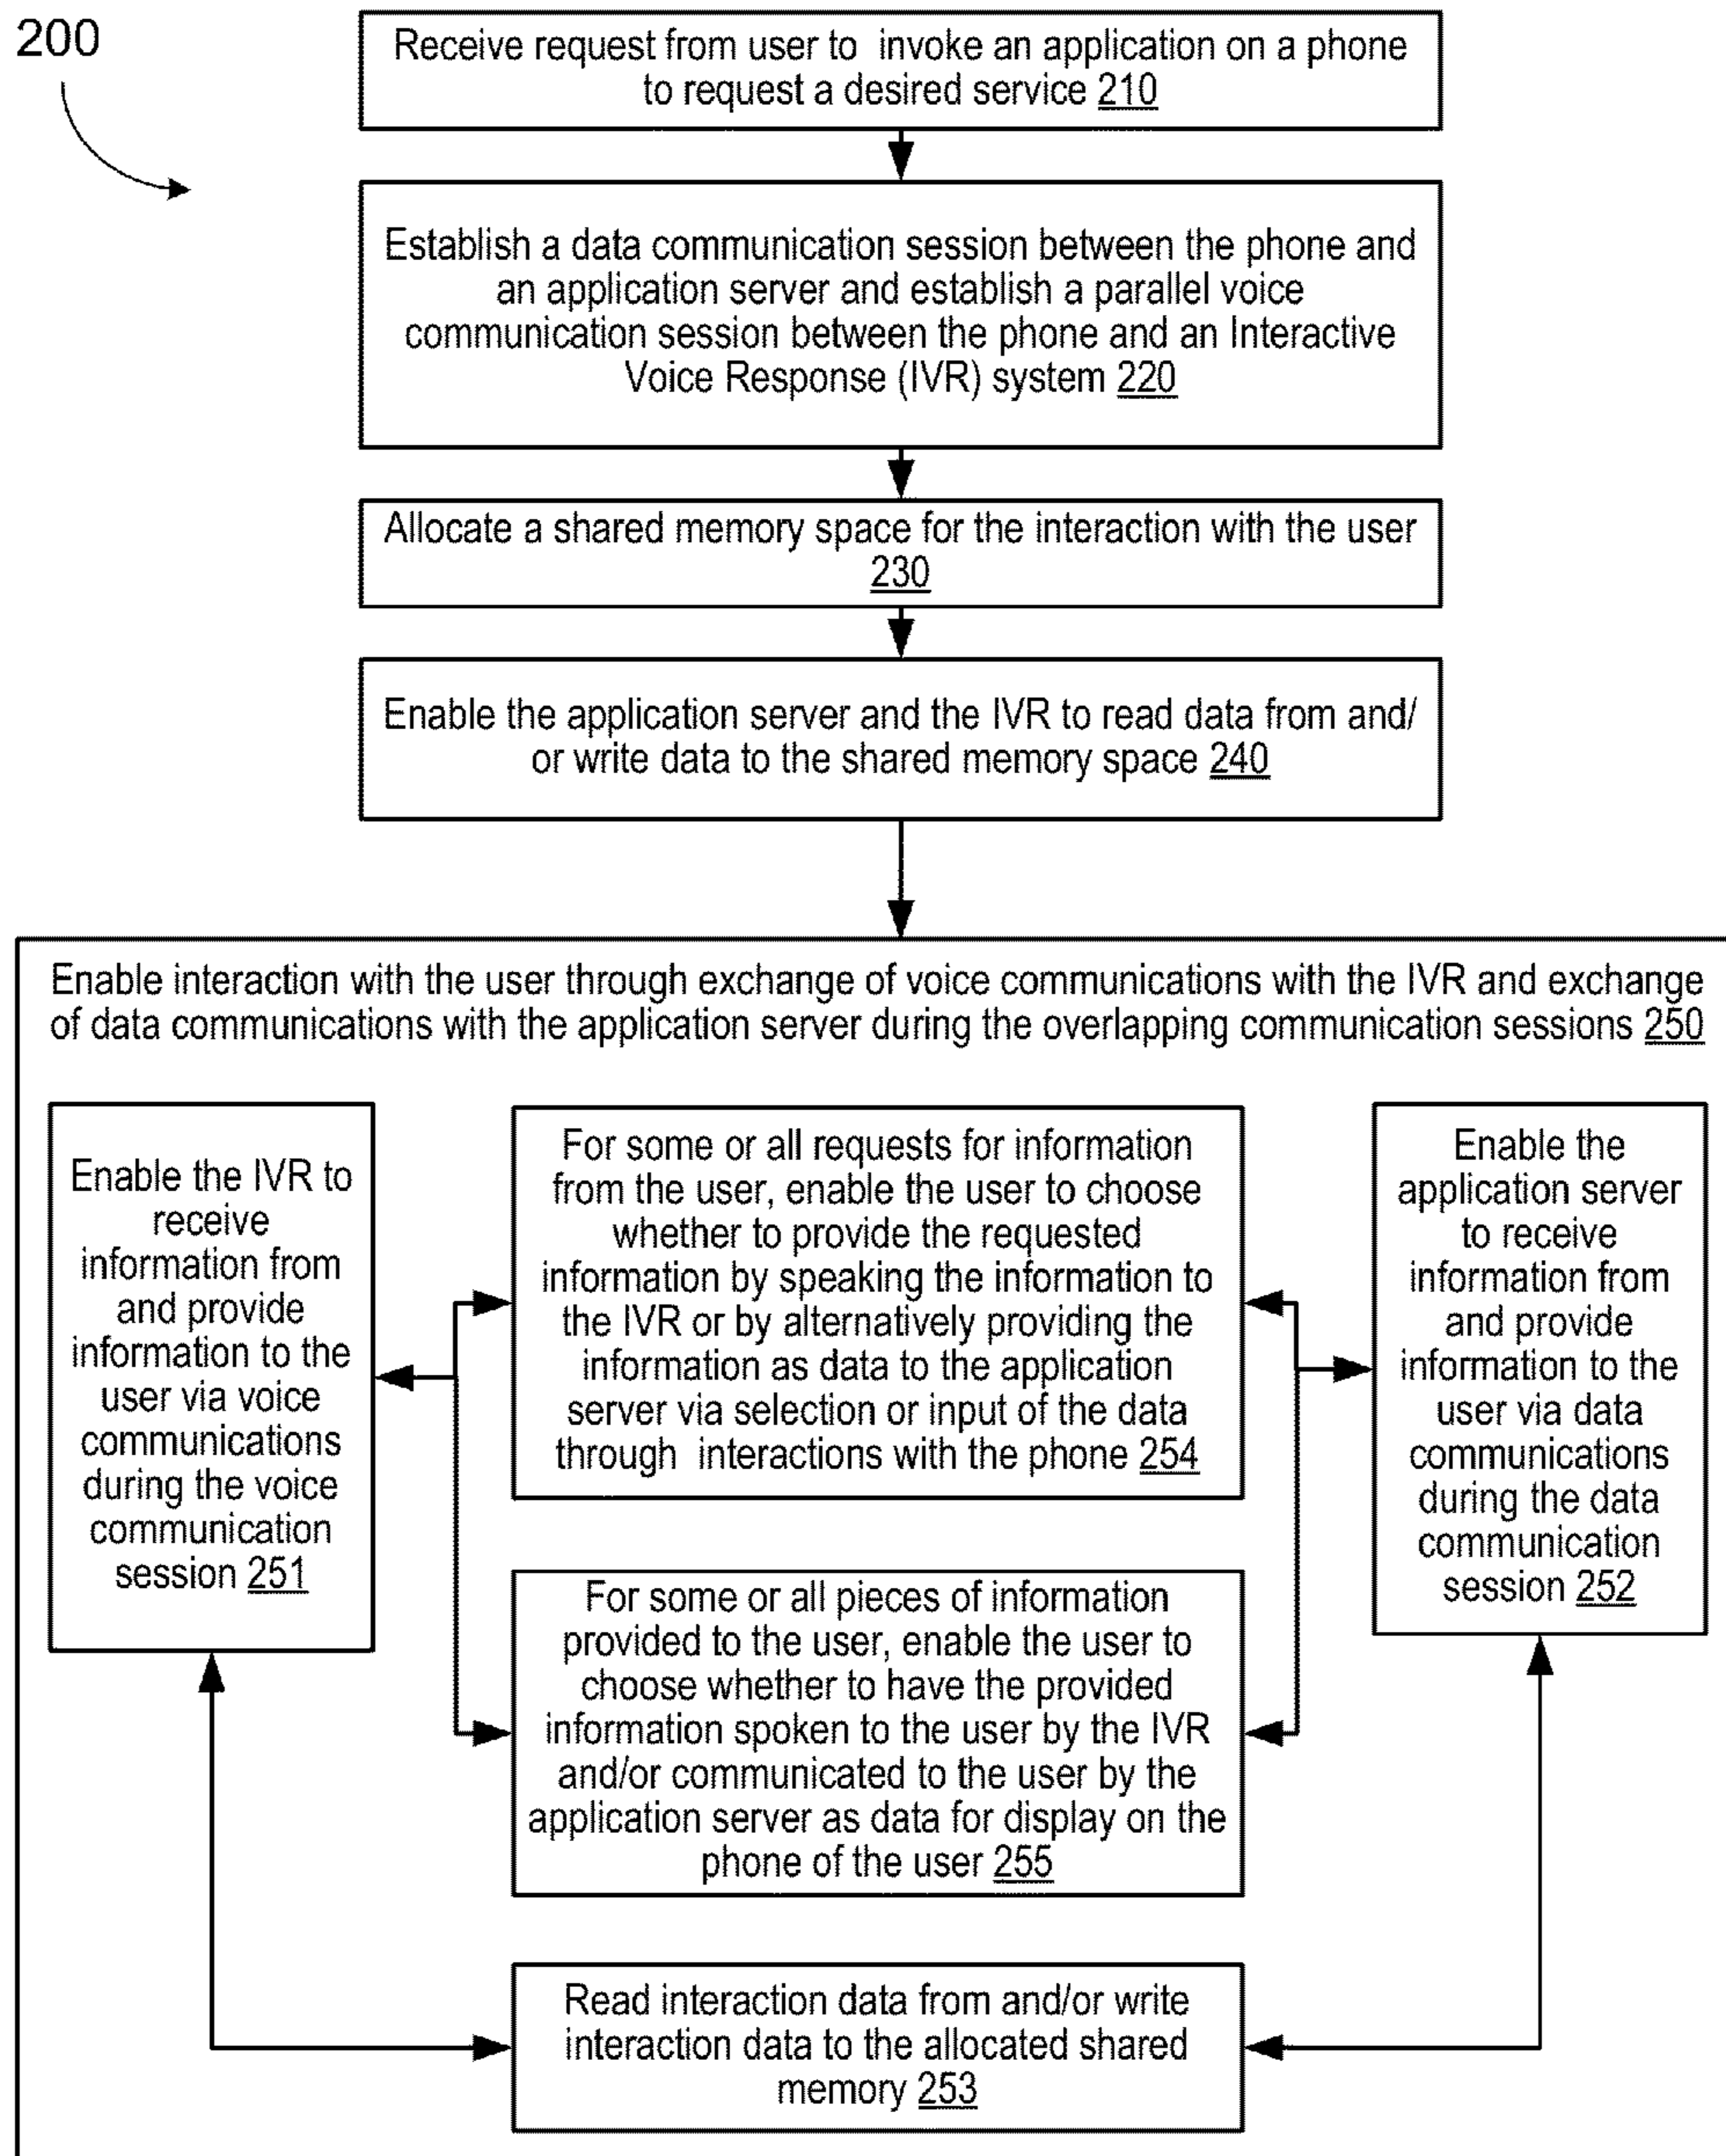 200
Receive request from user to invoke an application on a phone
to request a desired service 210
Establish a data communication session between the phone and
an application server and establish a parallel voice
communication session between the phone and an Interactive
Voice Response (IVR) system 220
Allocate a shared memory space for the interaction with the user
230
Enable the application server and the IVR to read data from and/
or write data to the shared memory space 240
Enable interaction with the user through exchange of voice communications with the IVR and exchange
of data communications with the application server during the overlapping communication sessions 250
Enable the IVR to
receive
information from
and provide
information to the
user via voice
communications
during the voice
communication
session 251
For some or all requests for information
from the user, enable the user to choose
whether to provide the requested
information by speaking the information to
the IVR or by alternatively providing the
information as data to the application
server via selection or input of the data
through interactions with the phone 254
Enable the
application server
to receive
information from
and provide
information to the
user via data
communications
during the data
communication
session 252
For some or all pieces of information
provided to the user, enable the user to
choose whether to have the provided
information spoken to the user by the IVR
and/or communicated to the user by the
application server as data for display on the
phone of the user 255
Read interaction data from and/or write
interaction data to the allocated shared
memory 253